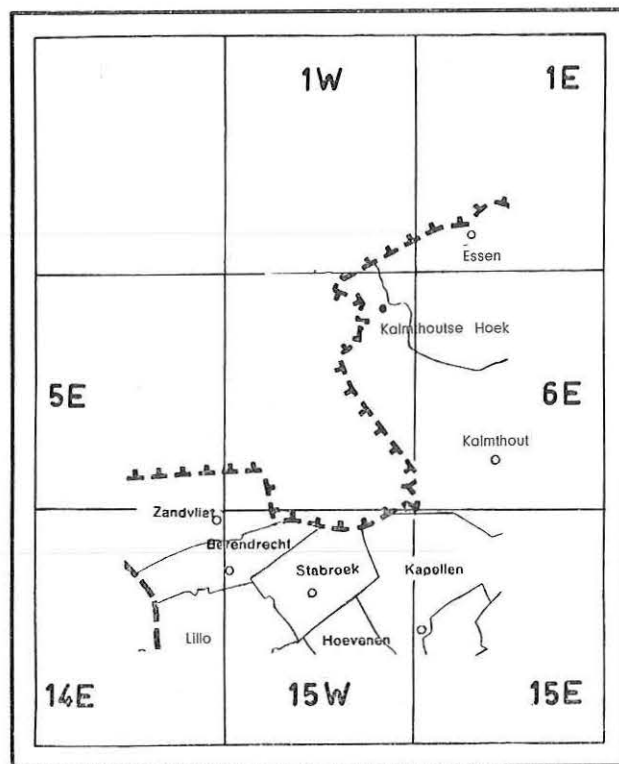 1W
1E
Essen
Kalmthoutse Hoek
5E
6E
Kalmthout
Zandvliet
Berendrecht
Stabroek
Kapellen
Lillo
Hoevenen
14E
15W
15E